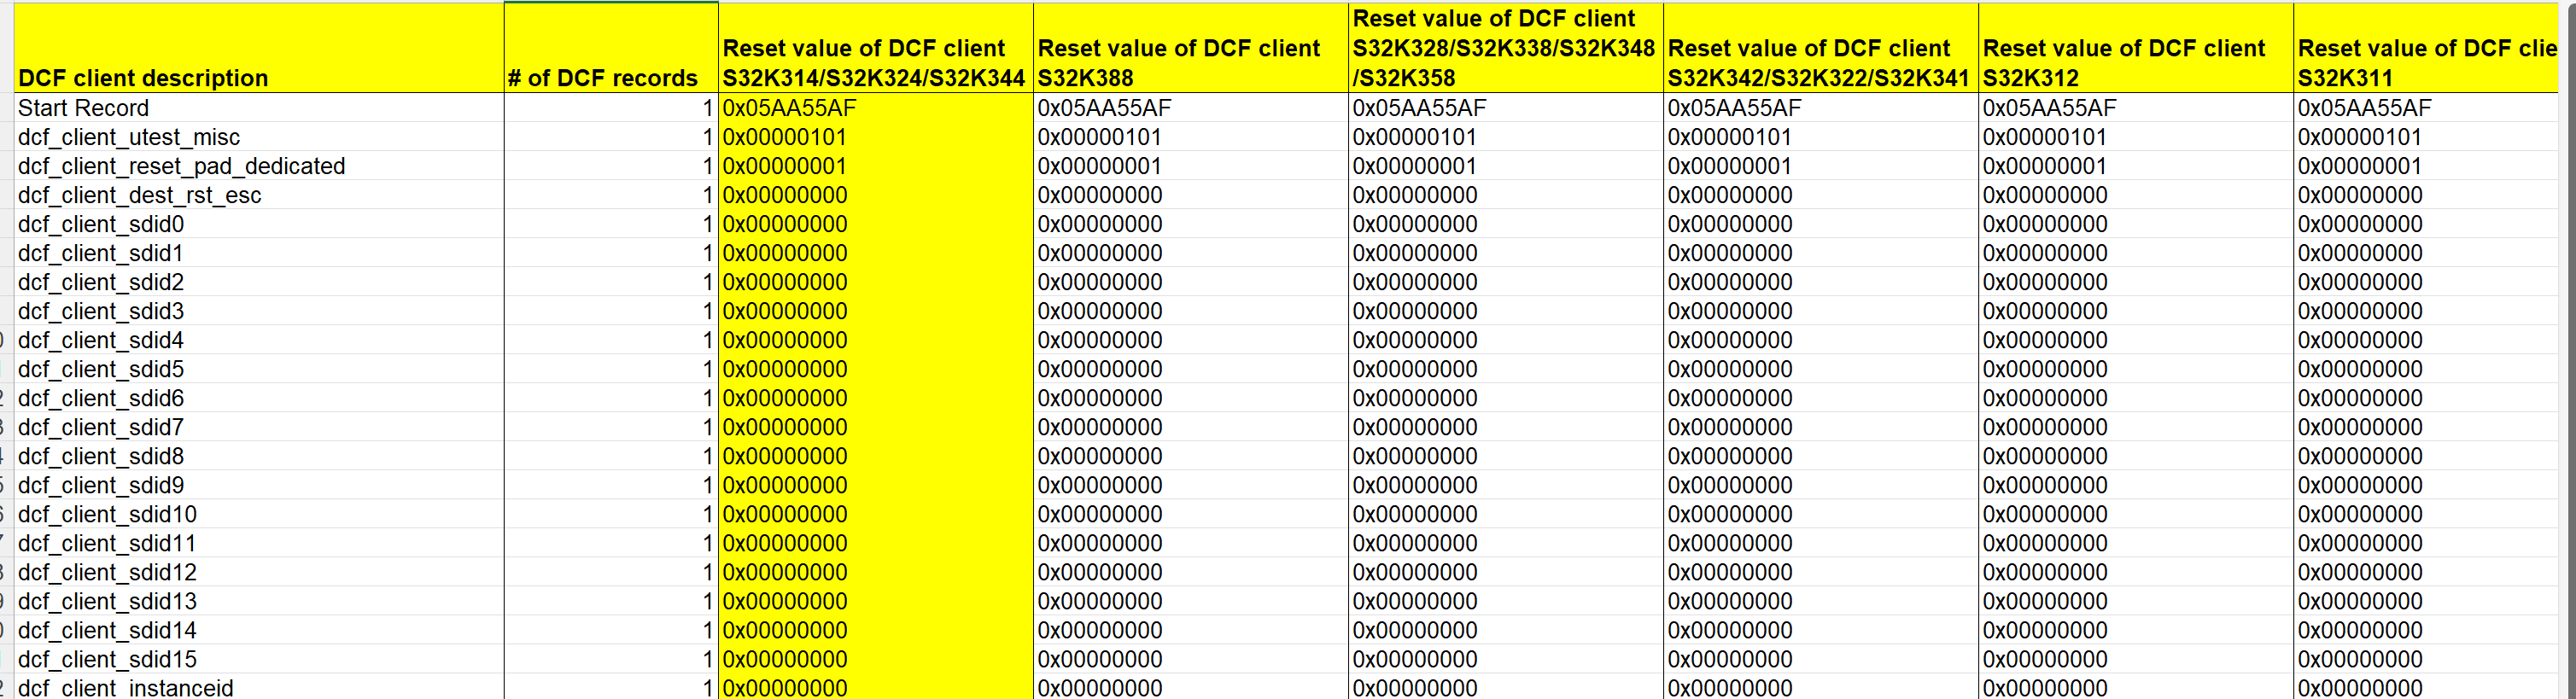 DCF client description	# of DCF records	Reset value of DCF client S32K314/S32K324/S32K344	Reset value of DCF client S32K388	Reset value of DCF client S32K328/S32K338/S32K348/S32K358	Reset value of DCF client S32K342/S32K322/S32K341	Reset value of DCF client S32K312	Reset value of DCF clie S32K311
Start Record	1	0x05AA55AF	0x05AA55AF	0x05AA55AF	0x05AA55AF	0x05AA55AF	0x05AA55AF
dcf_client_utest_misc	1	0x00000101	0x00000101	0x00000101	0x00000101	0x00000101	0x00000101
dcf_client_reset_pad_dedicated	1	0x00000001	0x00000001	0x00000001	0x00000001	0x00000001	0x00000001
dcf_client_dest_rst_esc	1	0x00000000	0x00000000	0x00000000	0x00000000	0x00000000	0x00000000
dcf_client_sdid0	1	0x00000000	0x00000000	0x00000000	0x00000000	0x00000000	0x00000000
dcf_client_sdid1	1	0x00000000	0x00000000	0x00000000	0x00000000	0x00000000	0x00000000
dcf_client_sdid2	1	0x00000000	0x00000000	0x00000000	0x00000000	0x00000000	0x00000000
dcf_client_sdid3	1	0x00000000	0x00000000	0x00000000	0x00000000	0x00000000	0x00000000
dcf_client_sdid4	1	0x00000000	0x00000000	0x00000000	0x00000000	0x00000000	0x00000000
dcf_client_sdid5	1	0x00000000	0x00000000	0x00000000	0x00000000	0x00000000	0x00000000
dcf_client_sdid6	1	0x00000000	0x00000000	0x00000000	0x00000000	0x00000000	0x00000000
dcf_client_sdid7	1	0x00000000	0x00000000	0x00000000	0x00000000	0x00000000	0x00000000
dcf_client_sdid8	1	0x00000000	0x00000000	0x00000000	0x00000000	0x00000000	0x00000000
dcf_client_sdid9	1	0x00000000	0x00000000	0x00000000	0x00000000	0x00000000	0x00000000
dcf_client_sdid10	1	0x00000000	0x00000000	0x00000000	0x00000000	0x00000000	0x00000000
dcf_client_sdid11	1	0x00000000	0x00000000	0x00000000	0x00000000	0x00000000	0x00000000
dcf_client_sdid12	1	0x00000000	0x00000000	0x00000000	0x00000000	0x00000000	0x00000000
dcf_client_sdid13	1	0x00000000	0x00000000	0x00000000	0x00000000	0x00000000	0x00000000
dcf_client_sdid14	1	0x00000000	0x00000000	0x00000000	0x00000000	0x00000000	0x00000000
dcf_client_sdid15	1	0x00000000	0x00000000	0x00000000	0x00000000	0x00000000	0x00000000
dcf_client_instanceid	1	0x00000000	0x00000000	0x00000000	0x00000000	0x00000000	0x00000000